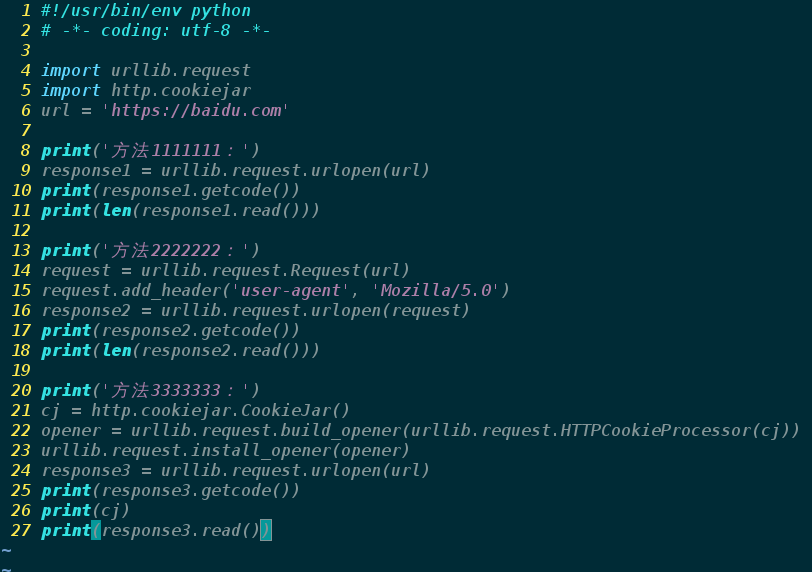 1 #!/usr/bin/env python
2 # -*- coding: utf-8 -*-
3
4 import urllib.request
5 import http.cookiejar
6 url = 'https://baidu.com'
7
8 print('方法1111111：')
9 response1 = urllib.request.urlopen(url)
10 print(response1.getcode())
11 print(len(response1.read()))
12
13 print('方法2222222：')
14 request = urllib.request.Request(url)
15 request.add_header('user-agent', 'Mozilla/5.0')
16 response2 = urllib.request.urlopen(request)
17 print(response2.getcode())
18 print(len(response2.read()))
19
20 print('方法3333333：')
21 cj = http.cookiejar.CookieJar()
22 opener = urllib.request.build_opener(urllib.request.HTTPCookieProcessor(cj))
23 urllib.request.install_opener(opener)
24 response3 = urllib.request.urlopen(url)
25 print(response3.getcode())
26 print(cj)
27 print(response3.read())
~
~